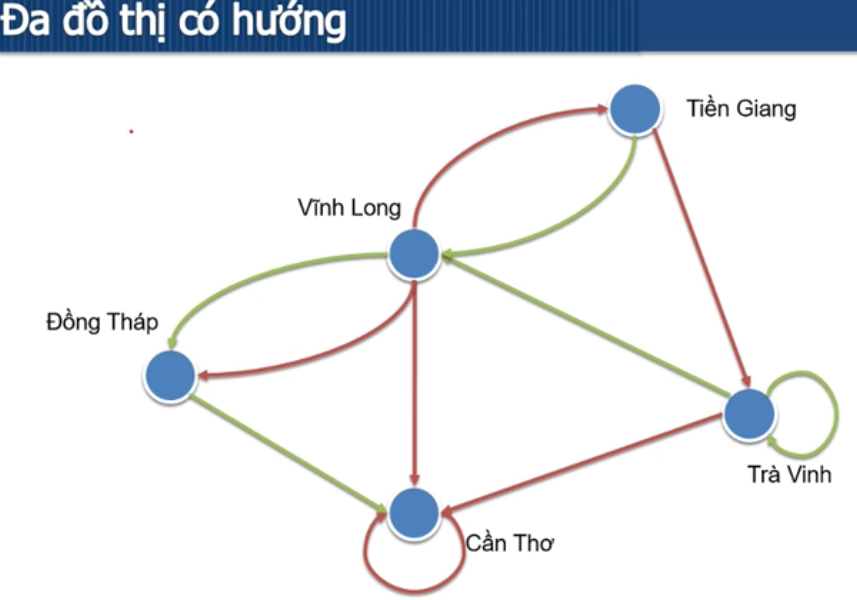 Đa đồ thị có hướng
Tiền Giang
Vĩnh Long
Đồng Tháp
Trà Vinh
Cần Thơ